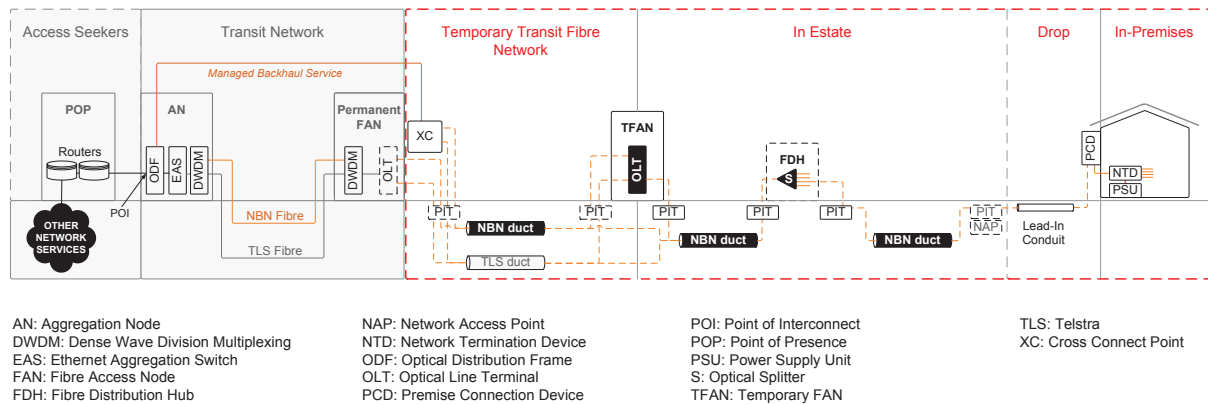 Access Seekers
Transit Network
Temporary Transit Fibre
Network
In Estate
Drop
In-Premises
Managed Backhaul Service
POP
AN
Permanent
FAN
XC
TFAN
FDH
PCD
Routers
ODF
EAS
DWDM
DWDM
OLT
OLT
S
NTD
PSU
POI
PIT
PIT
PIT
PIT
PIT
PIT
NAP
OTHER
NETWORK
SERVICES
NBN Fibre
TLS Fibre
NBN duct
TLS duct
NBN duct
NBN duct
Lead-In
Conduit
AN: Aggregation Node
DWDM: Dense Wave Division Multiplexing
EAS: Ethernet Aggregation Switch
FAN: Fibre Access Node
FDH: Fibre Distribution Hub
NAP: Network Access Point
NTD: Network Termination Device
ODF: Optical Distribution Frame
OLT: Optical Line Terminal
PCD: Premise Connection Device
POI: Point of Interconnect
POP: Point of Presence
PSU: Power Supply Unit
S: Optical Splitter
TFAN: Temporary FAN
TLS: Telstra
XC: Cross Connect Point